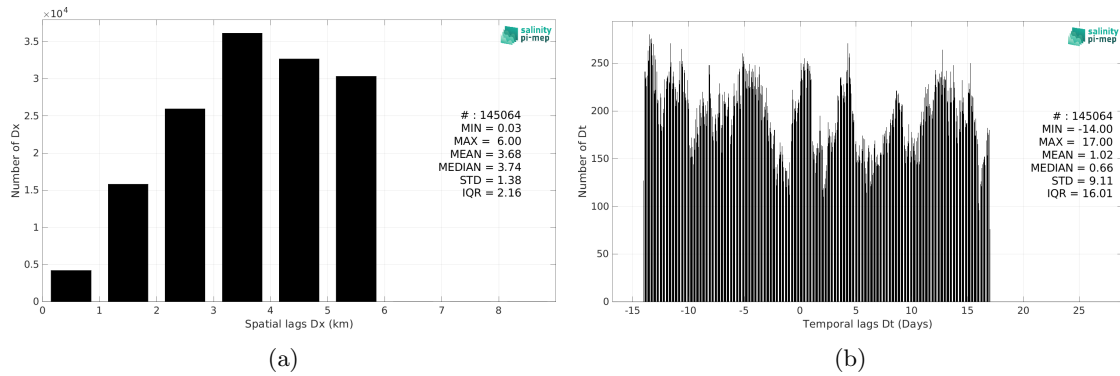 ×10⁴
3.5
3
2.5
2
1.5
1
0.5
0
Number of Dx
0 1 2 3 4 5 6 7 8
Spatial lags Dx (km)
salinity
pi-mep
# : 145064
MIN = 0.03
MAX = 6.00
MEAN = 3.68
MEDIAN = 3.74
STD = 1.38
IQR = 2.16
(a)
250
200
150
100
50
0
Number of Dt
-15 -10 -5 0 5 10 15 20 25
Temporal lags Dt (Days)
salinity
pi-mep
# : 145064
MIN = -14.00
MAX = 17.00
MEAN = 1.02
MEDIAN = 0.66
STD = 9.11
IQR = 16.01
(b)